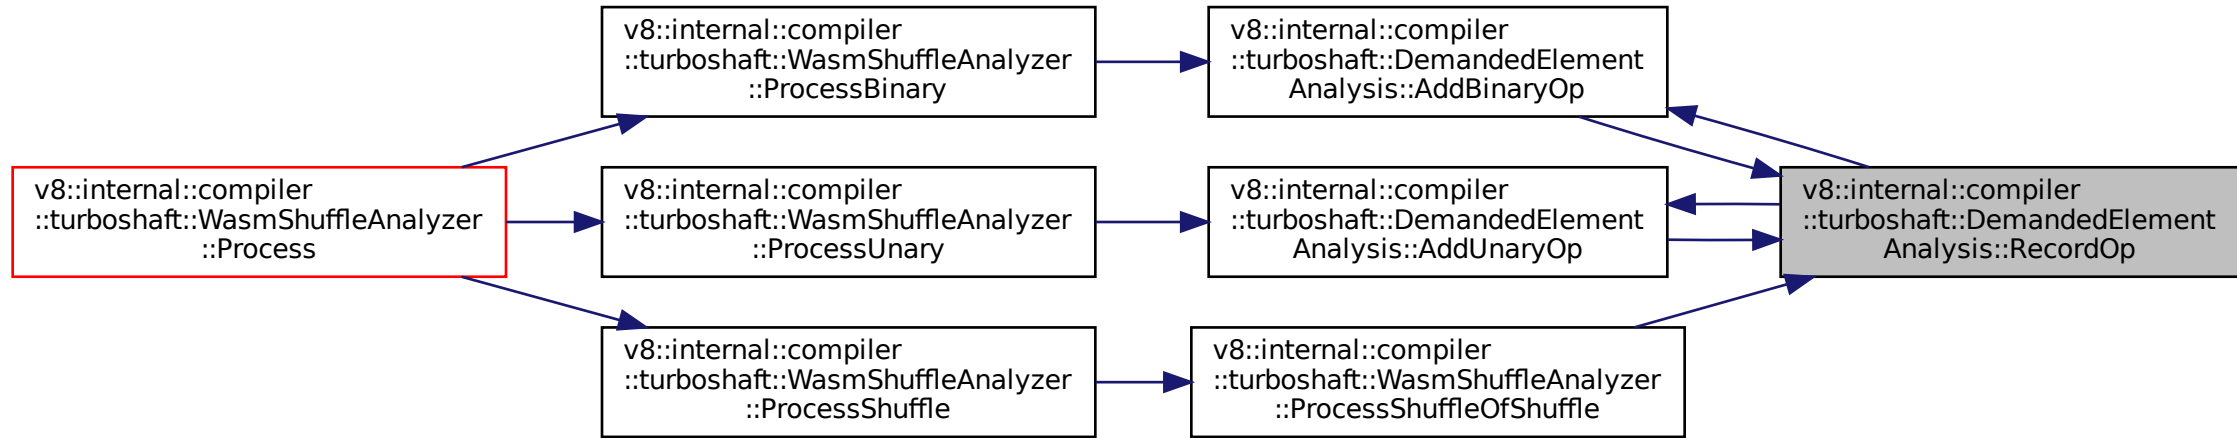 v8::internal::compiler
::turboshaft::WasmShuffleAnalyzer
::Process
v8::internal::compiler
::turboshaft::WasmShuffleAnalyzer
::ProcessBinary
v8::internal::compiler
::turboshaft::WasmShuffleAnalyzer
::ProcessUnary
v8::internal::compiler
::turboshaft::WasmShuffleAnalyzer
::ProcessShuffle
v8::internal::compiler
::turboshaft::DemandedElement
Analysis::AddBinaryOp
v8::internal::compiler
::turboshaft::DemandedElement
Analysis::AddUnaryOp
v8::internal::compiler
::turboshaft::WasmShuffleAnalyzer
::ProcessShuffleOfShuffle
v8::internal::compiler
::turboshaft::DemandedElement
Analysis::RecordOp